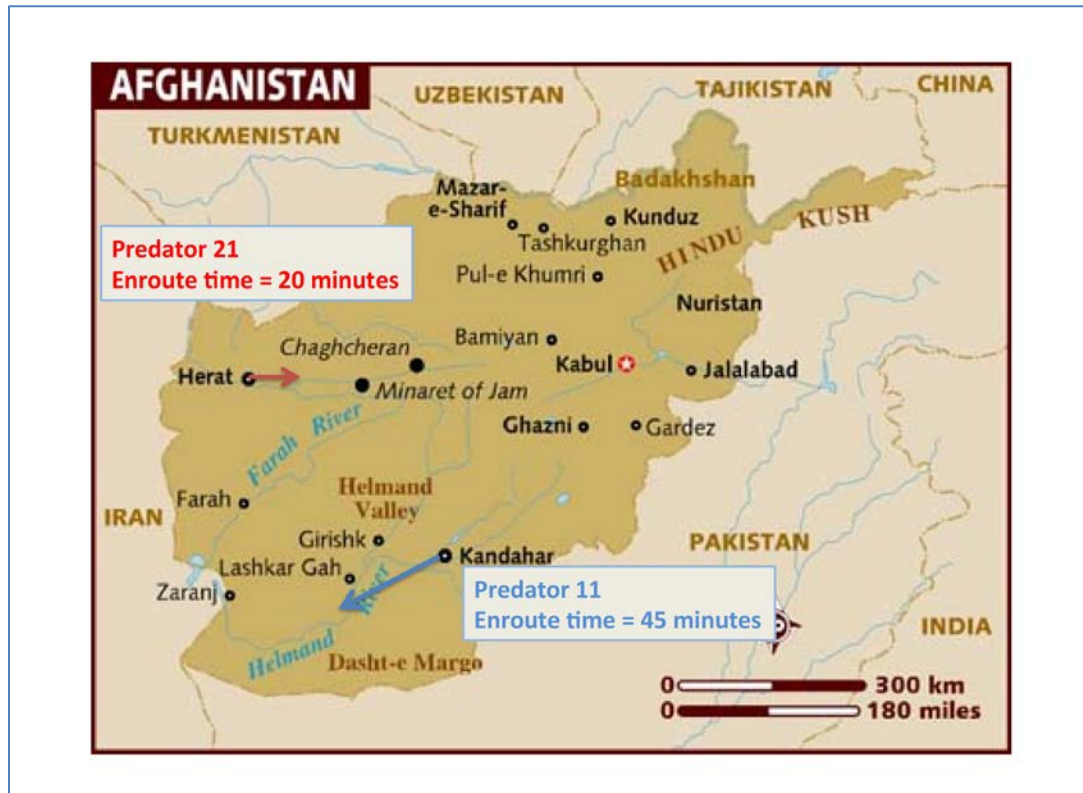 AFGHANISTAN
UZBEKISTAN
TAJIKISTAN
CHINA
TURKMENISTAN
Mazar-
e-Sharif
Badakhshan
Kunduz
HINDU KUSH
Tashkurghan
Predator 21
Enroute time = 20 minutes
Pul-e Khumri
Nuristan
Bamiyan
Chaghcheran
Kabul
Jalalabad
Herat
Minaret of Jam
Ghazni
Gardez
Farah River
Helmand
Valley
Farah
IRAN
Girishk
Kandahar
PAKISTAN
Lashkar Gah
Zaranj
Predator 11
Enroute time = 45 minutes
Helmand River
INDIA
Dasht-e Margo
0 300 km
0 180 miles